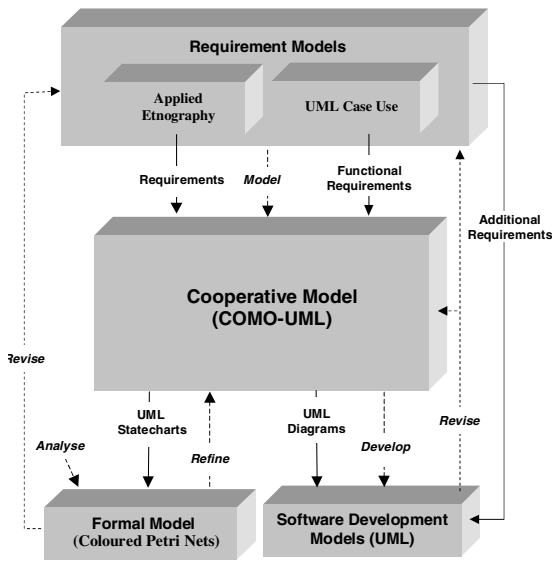 Requirement Models
Applied
Etnography
UML Case Use
Requirements
Model
Functional
Requirements
Additional
Requirements
Cooperative Model
(COMO-UML)
Revise
UML
Statecharts
UML
Diagrams
Revise
Analyse
Refine
Develop
Formal Model
(Coloured Petri Nets)
Software Development
Models (UML)